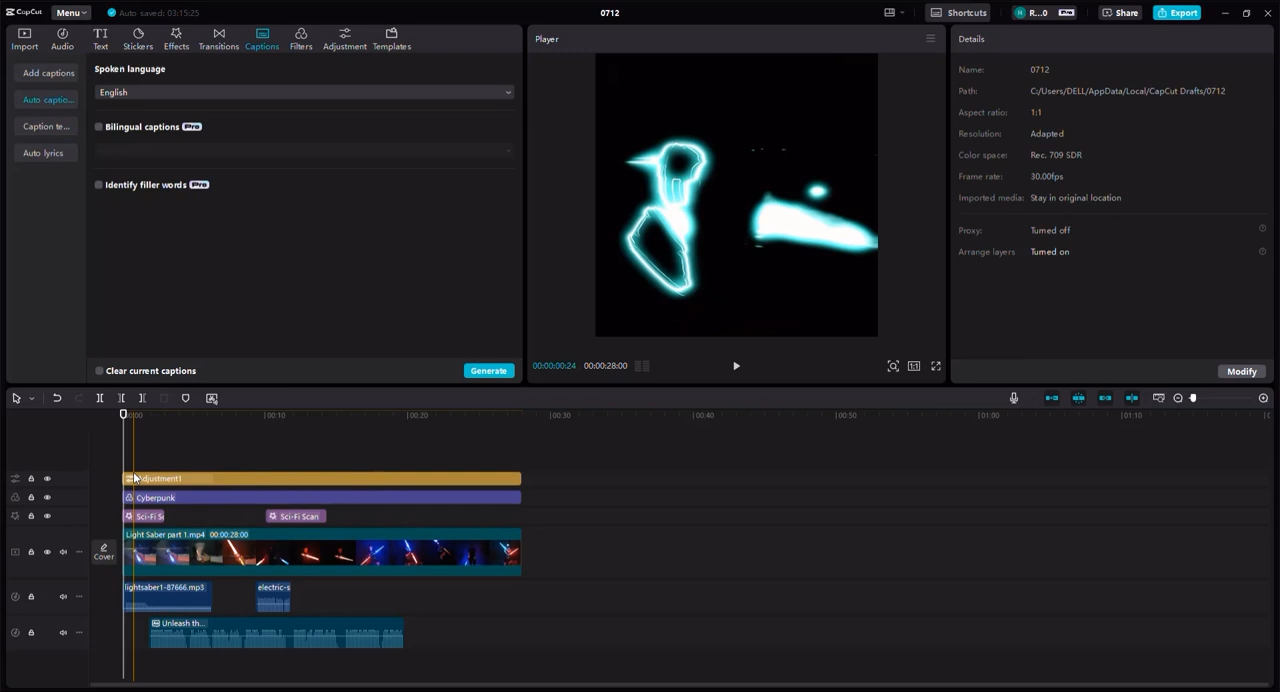 CapCut
Menu
Auto saved: 03:15:25
0712
Shortcuts
R...0
Pro
Share
Export
Import
Audio
Text
Stickers
Effects
Transitions
Captions
Filters
Adjustment
Templates
Player
Details
Add captions
Auto captio...
Caption te...
Auto lyrics
Spoken language
English
Bilingual captions Pro
Identify filler words Pro
Clear current captions
Generate
00:00:00:24
00:00:28:00
1:1
Name: 0712
Path: C:/Users/DELL/AppData/Local/CapCut Drafts/0712
Aspect ratio: 1:1
Resolution: Adapted
Color space: Rec. 709 SDR
Frame rate: 30.00fps
Imported media: Stay in original location
Proxy: Turned off
Arrange layers Turned on
Modify
00:10
00:20
00:30
00:40
00:50
01:00
01:10
Adjustment1
Cyberpunk
Sci-Fi S
Sci-Fi Scan
Cover
Light Saber part 1.mp4 00:00:28:00
lightsaber1-87666.mp3
electric-s
Unleash th...